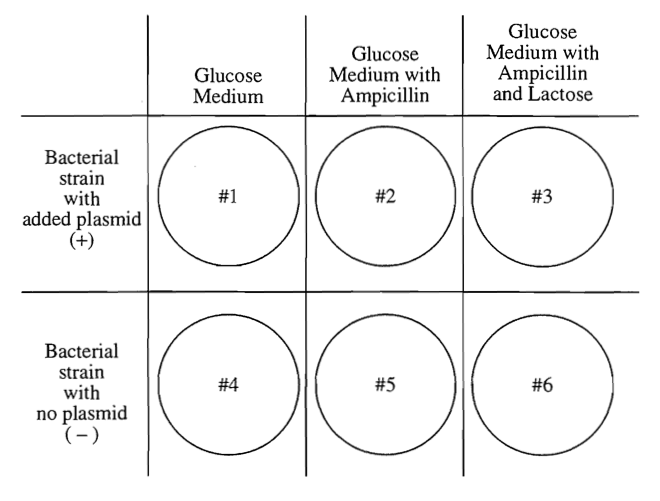 Glucose
Medium
Glucose
Medium with
Ampicillin
Glucose
Medium with
Ampicillin
and Lactose
Bacterial
strain
with
added plasmid
(+)
#1
#2
#3
Bacterial
strain
with
no plasmid
(−)
#4
#5
#6